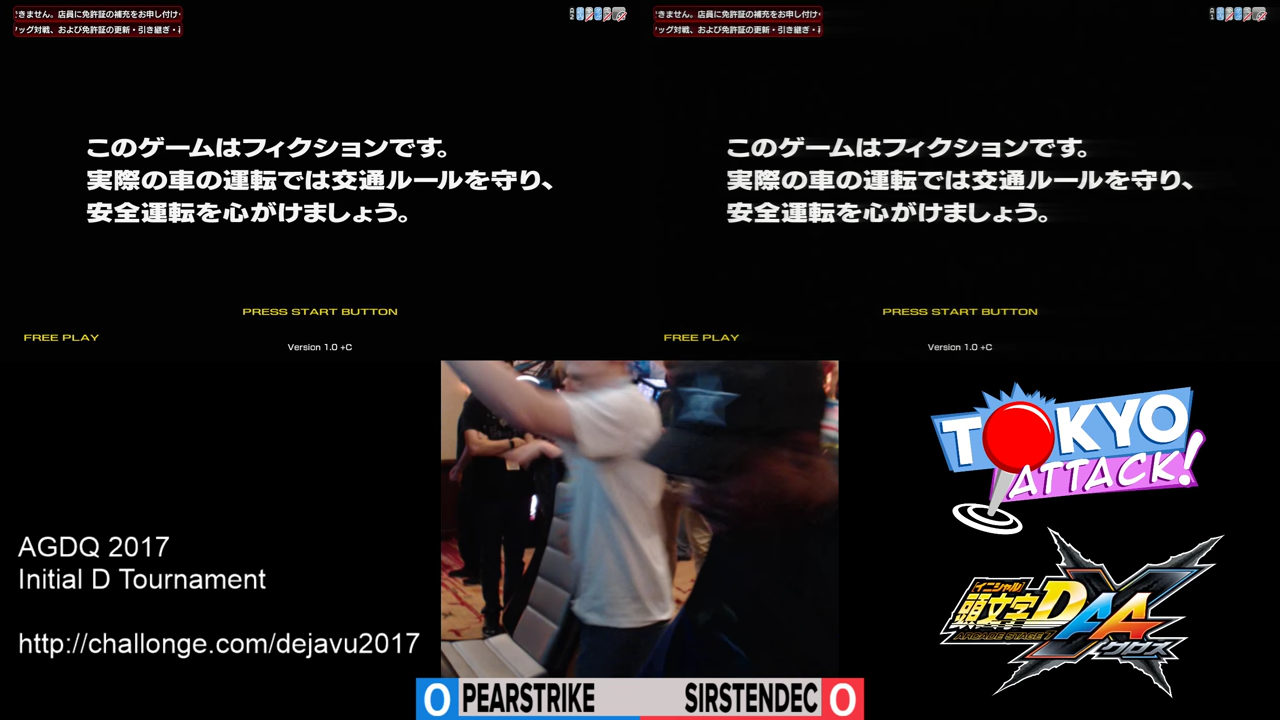 きません。店員に免許証の補充をお申し付け
ッグ対戦、および免許証の更新・引き継ぎ・
このゲームはフィクションです。
実際の車の運転では交通ルールを守り、
安全運転を心がけましょう。
PRESS START BUTTON
FREE PLAY
Version 1.0 +C
きません。店員に免許証の補充をお申し付け
ッグ対戦、および免許証の更新・引き継ぎ・
このゲームはフィクションです。
実際の車の運転では交通ルールを守り、
安全運転を心がけましょう。
PRESS START BUTTON
FREE PLAY
Version 1.0 +C
AGDQ 2017
Initial D Tournament
http://challonge.com/dejavu2017
TOKYO
ATTACK!
[イニシャル]
頭文字D AA X
ARCADE STAGE 7
クロス
0 PEARSTRIKE SIRSTENDEC 0